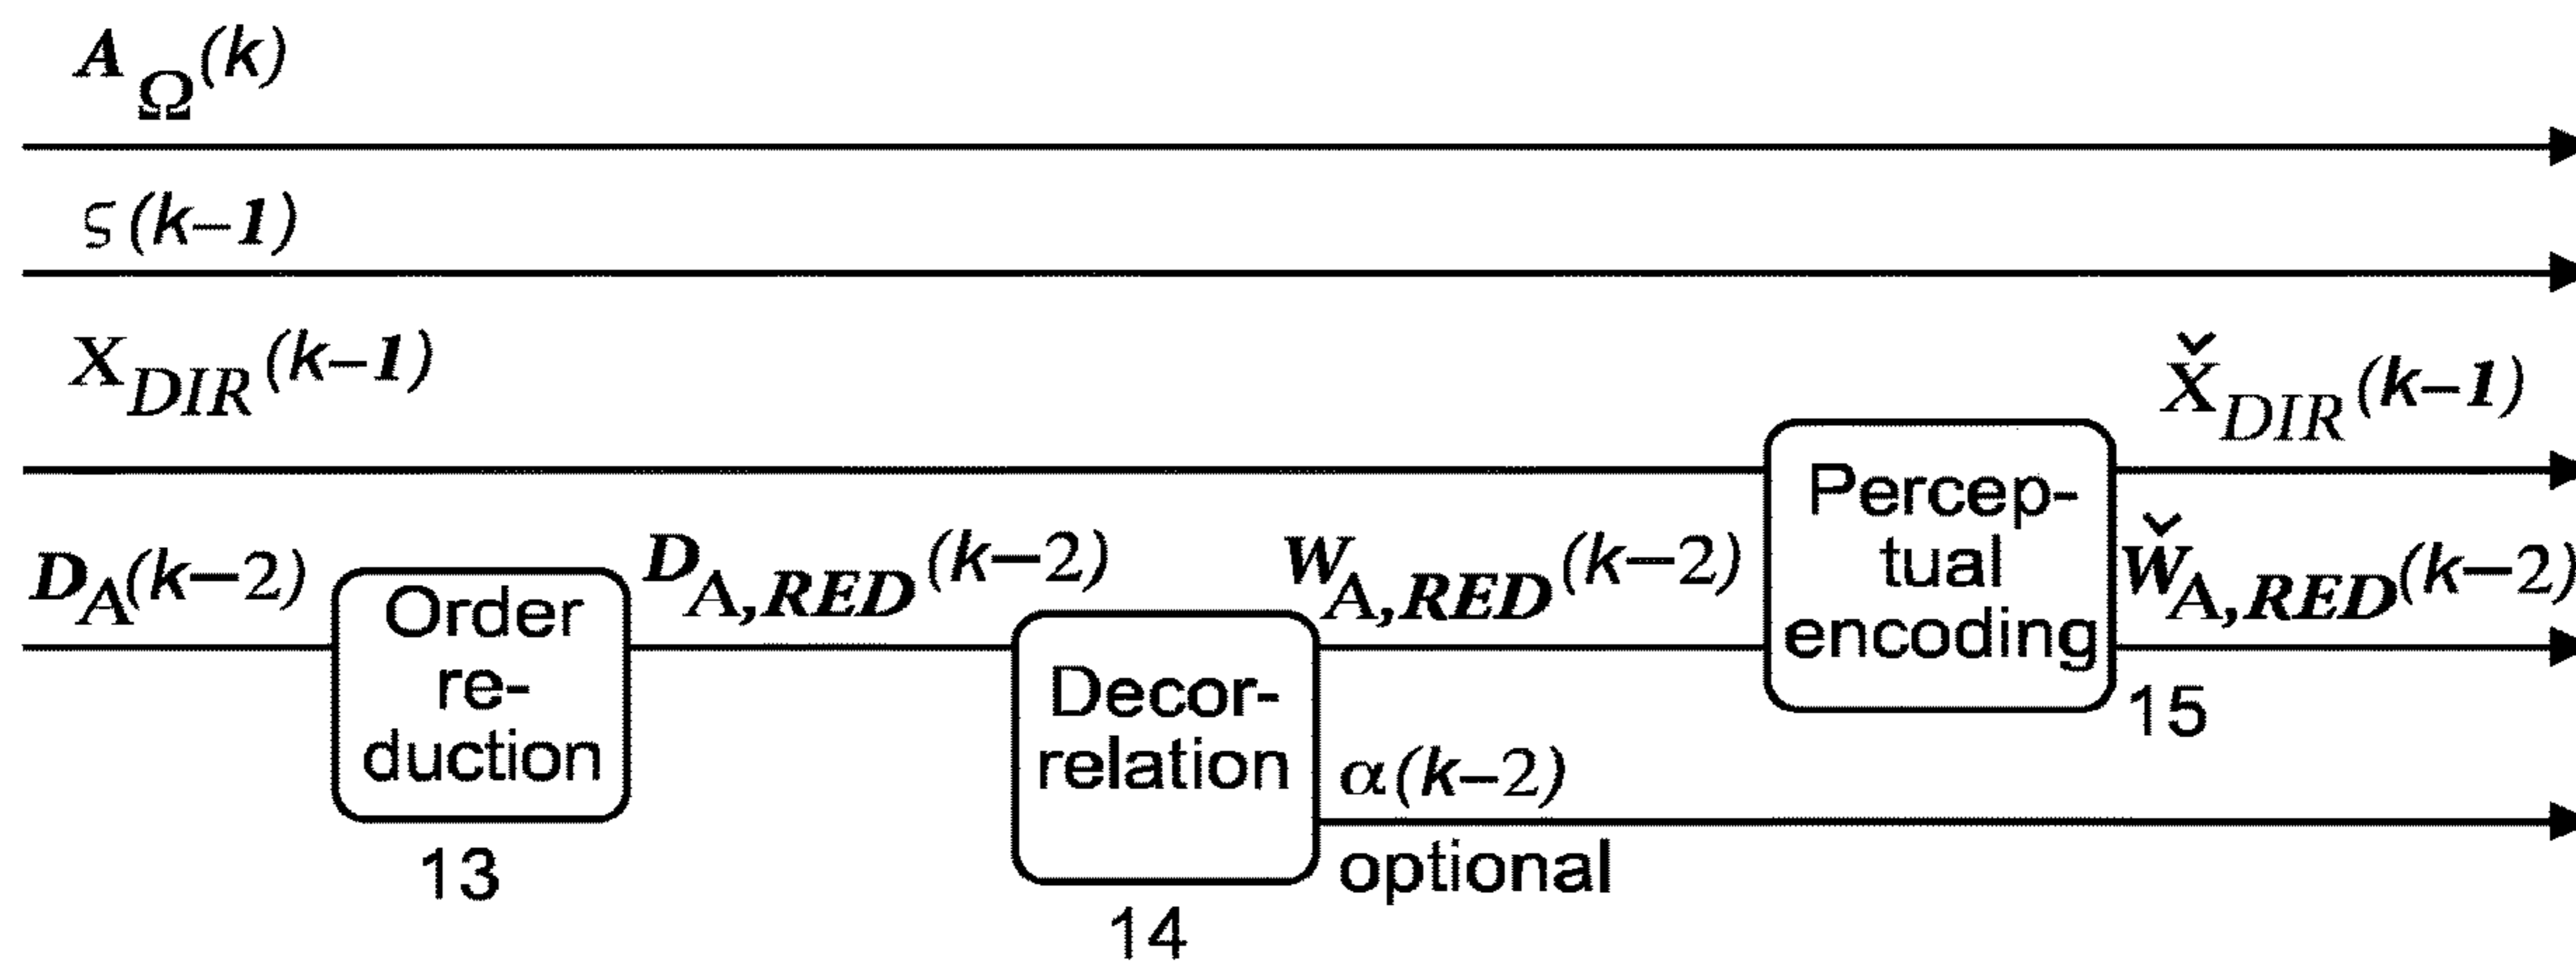 A_Ω(k)
ς(k–1)
X_DIR(k–1)
X̌_DIR(k–1)
D_A(k–2)
Order
re-
duction
13
D_A,RED(k–2)
Decor-
relation
14
W_A,RED(k–2)
α(k–2)
optional
Percep-
tual
encoding
15
W̌_A,RED(k–2)